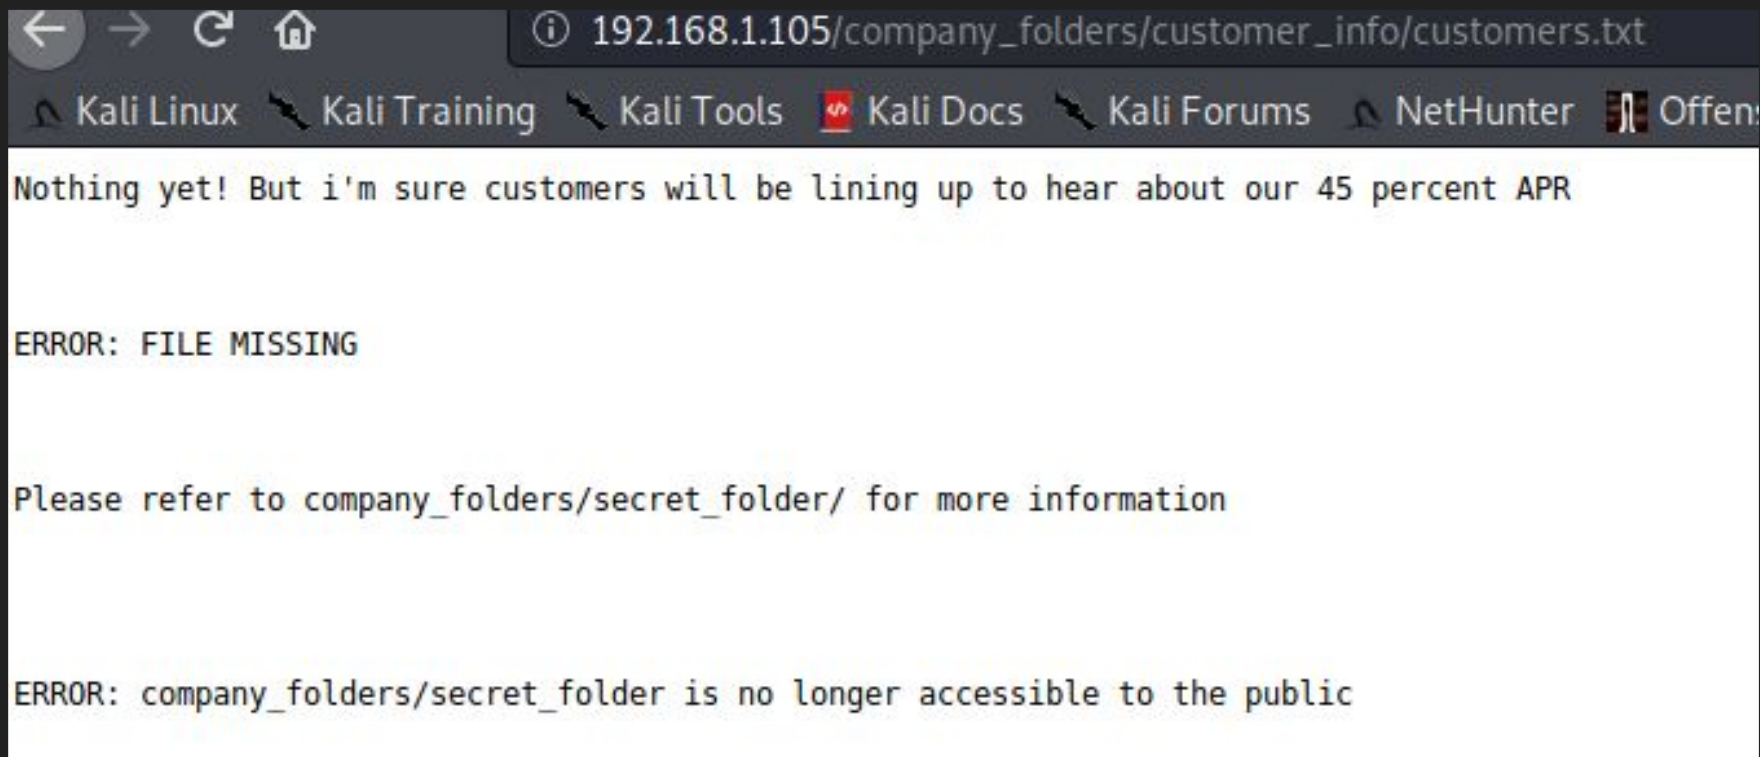 192.168.1.105/company_folders/customer_info/customers.txt
Kali Linux Kali Training Kali Tools Kali Docs Kali Forums NetHunter Offens
Nothing yet! But i'm sure customers will be lining up to hear about our 45 percent APR
ERROR: FILE MISSING
Please refer to company_folders/secret_folder/ for more information
ERROR: company_folders/secret_folder is no longer accessible to the public